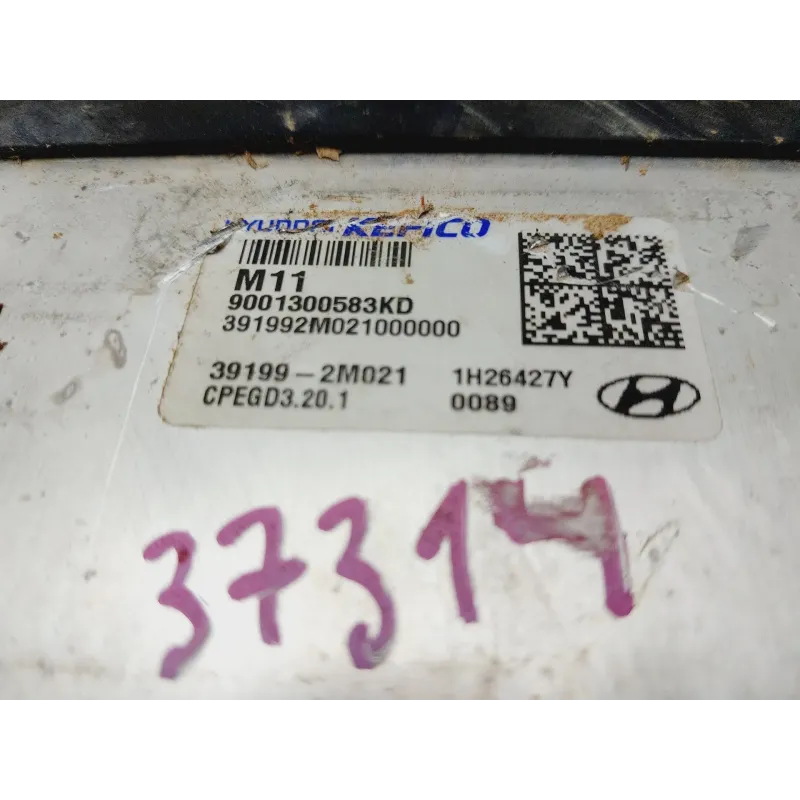 HYUNDAI KEFICO
M11
9001300583KD
391992M021000000
39199-2M021 1H26427Y
CPEGD3.20.1 0089
37314